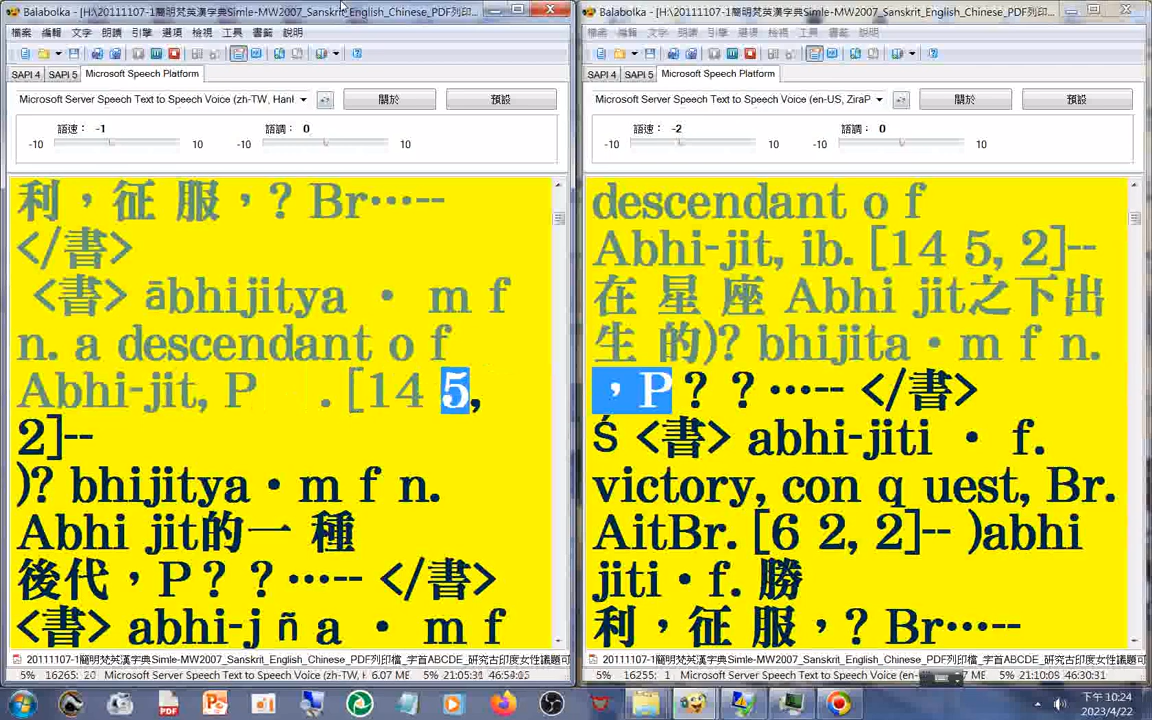 Balabolka - [H:\20111107-1簡明梵英漢字典Simle-MW2007_Sanskrit_English_Chinese_PDF列印...
檔案 編輯 文字 朗讀 引擎 選項 檢視 工具 書籤 說明
SAPI 4 SAPI 5 Microsoft Speech Platform
Microsoft Server Speech Text to Speech Voice (zh-TW, Hanl
關於 預設
語速： -1 語調： 0
-10 10 -10 10
利，征 服，? Br…--
</書>
<書> ābhijitya • m f
n. a descendant o f
Abhi-jit, P . [14 5,
2]--
)? bhijitya • m f n.
Abhi jit的一 種
後代，P？？…-- </書>
<書> abhi-j ñ a • m f
20111107-1簡明梵英漢字典Simle-MW2007_Sanskrit_English_Chinese_PDF列印檔_字首ABCDE_研究古印度女性議題可
5% 16265: 20 Microsoft Server Speech Text to Speech Voice (zh-TW, H 6.07 ME 5% 21:05:31 46:54:15
Balabolka - [H:\20111107-1簡明梵英漢字典Simle-MW2007_Sanskrit_English_Chinese_PDF列印...
檔案 編輯 文字 朗讀 引擎 選項 檢視 工具 書籤 說明
SAPI 4 SAPI 5 Microsoft Speech Platform
Microsoft Server Speech Text to Speech Voice (en-US, ZiraP
關於 預設
語速： -2 語調： 0
-10 10 -10 10
descendant o f
Abhi-jit, ib. [14 5, 2]--
在 星 座 Abhi jit之下出
生 的)? bhijita • m f n.
，P？？…-- </書>
Ś <書> abhi-jiti • f.
victory, con q uest, Br.
AitBr. [6 2, 2]-- )abhi
jiti • f. 勝
利，征 服，? Br…--
20111107-1簡明梵英漢字典Simle-MW2007_Sanskrit_English_Chinese_PDF列印檔_字首ABCDE_研究古印度女性議題可
5% 16255: 1 Microsoft Server Speech Text to Speech Voice 5% 21:10:08 46:30:31
下午 10:24
2023/4/22